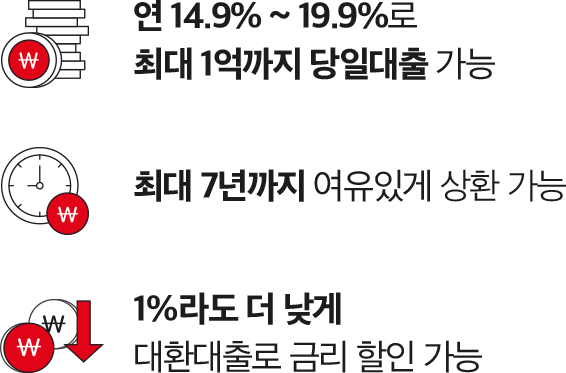 연 14.9% ~ 19.9%로
최대 1억까지 당일대출 가능
최대 7년까지 여유있게 상환 가능
1%라도 더 낮게
대환대출로 금리 할인 가능
₩
₩
₩
₩